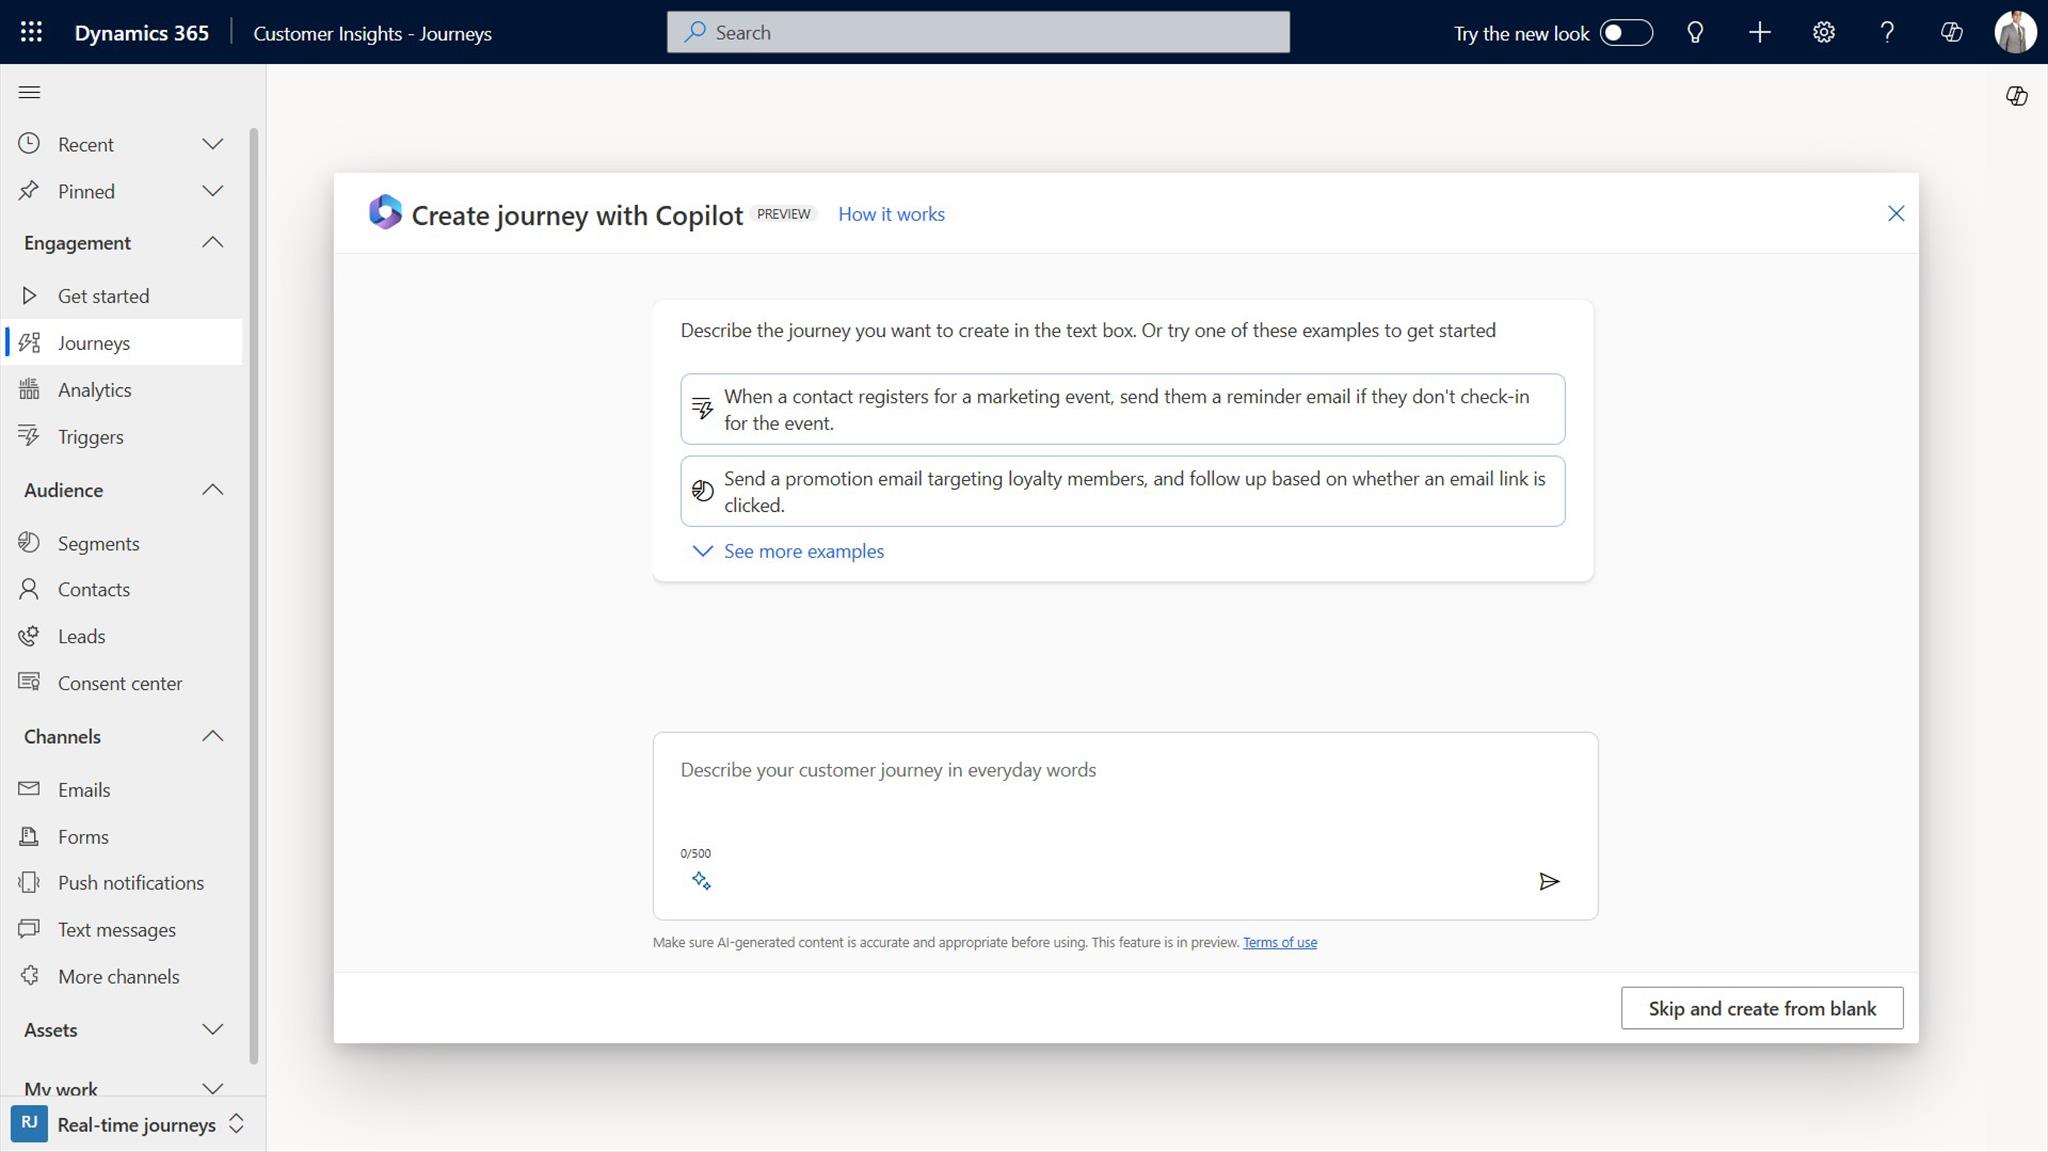 Dynamics 365
Customer Insights - Journeys
Search
Try the new look
Recent
Pinned
Engagement
Get started
Journeys
Analytics
Triggers
Audience
Segments
Contacts
Leads
Consent center
Channels
Emails
Forms
Push notifications
Text messages
More channels
Assets
My work
RJ
Real-time journeys
Create journey with Copilot
PREVIEW
How it works
Describe the journey you want to create in the text box. Or try one of these examples to get started
When a contact registers for a marketing event, send them a reminder email if they don't check-in
for the event.
Send a promotion email targeting loyalty members, and follow up based on whether an email link is
clicked.
See more examples
Describe your customer journey in everyday words
0/500
Make sure AI-generated content is accurate and appropriate before using. This feature is in preview. Terms of use
Skip and create from blank